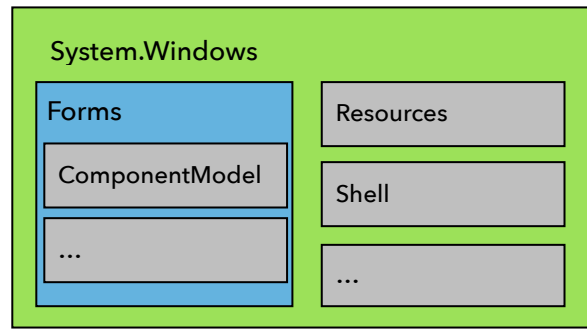 System.Windows
Forms
ComponentModel
...
Resources
Shell
...